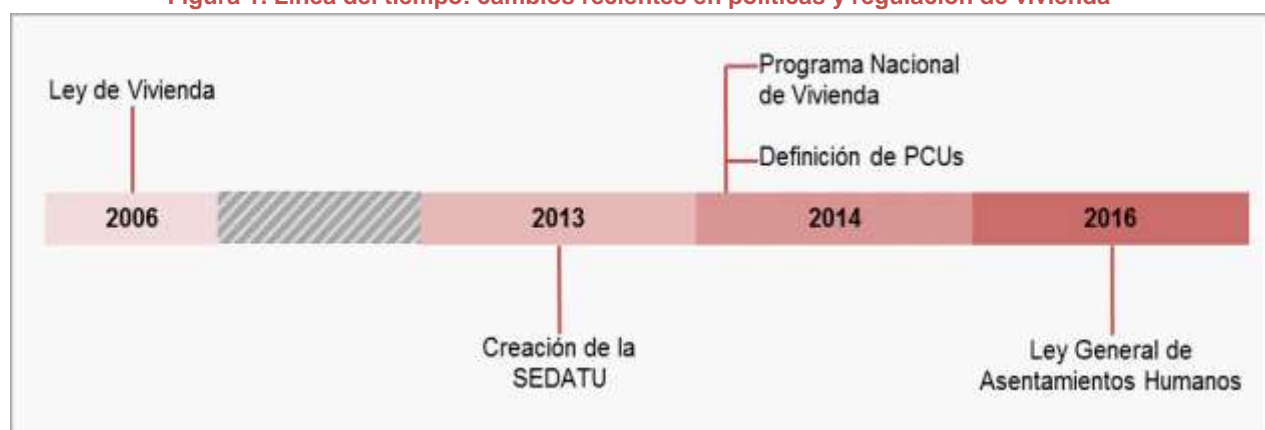 Figura 1. Línea del tiempo: cambios recientes en políticas y regulación de vivienda
Ley de Vivienda
Programa Nacional
de Vivienda
Definición de PCUs
2006
2013
2014
2016
Creación de la
SEDATU
Ley General de
Asentamientos Humanos